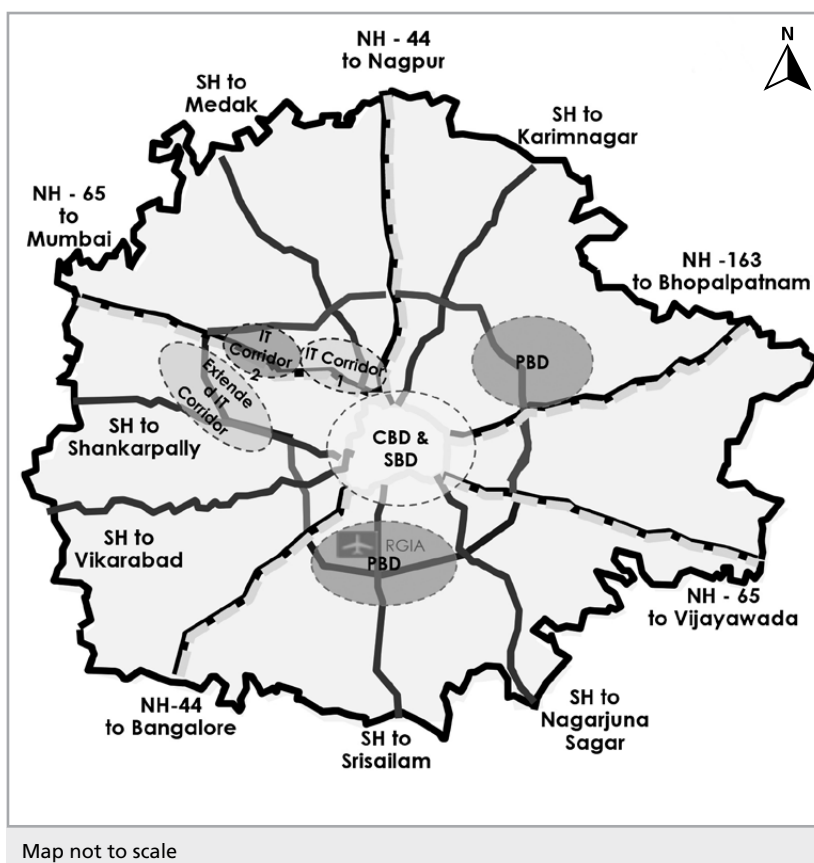 N
NH - 44
to Nagpur
SH to
Medak
SH to
Karimnagar
NH - 65
to
Mumbai
NH -163
to Bhopalpatnam
IT
Corridor
2
IT Corridor
1
PBD
Extende
d IT
Corridor
CBD &
SBD
SH to
Shankarpally
SH to
Vikarabad
RGIA
PBD
NH - 65
to Vijayawada
NH-44
to Bangalore
SH to
Srisailam
SH to
Nagarjuna
Sagar
Map not to scale